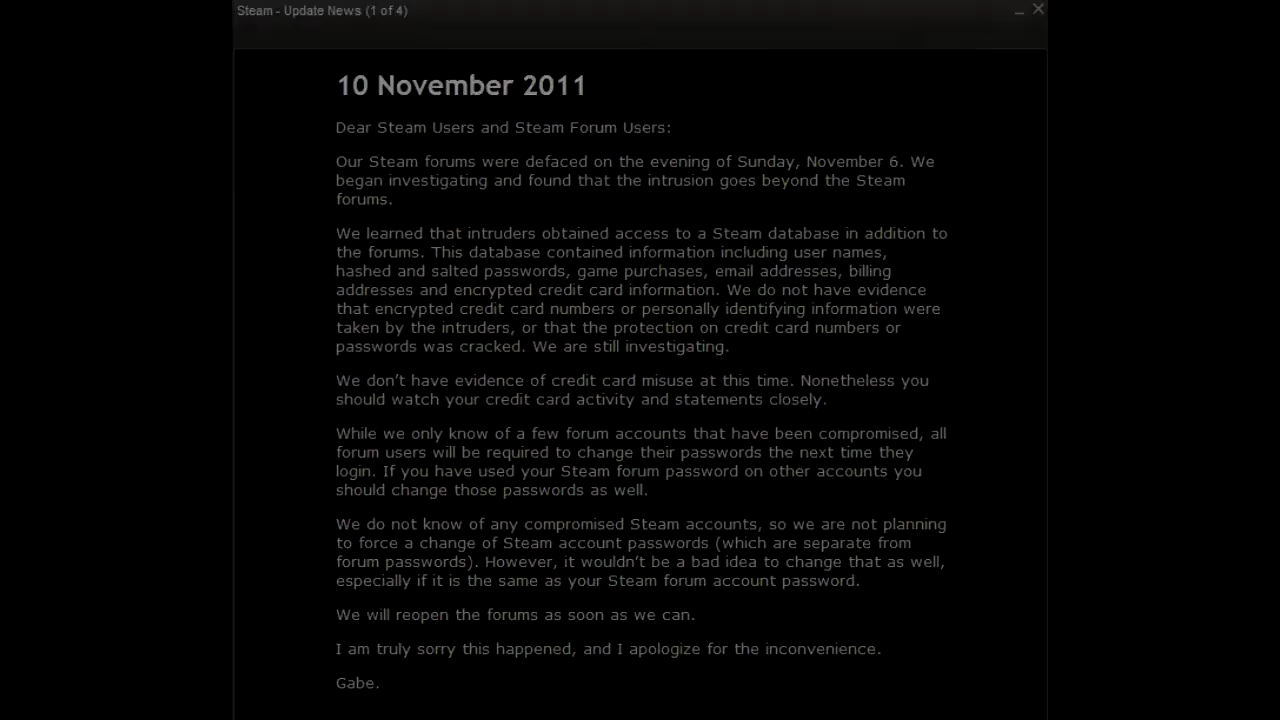 Steam - Update News (1 of 4)
10 November 2011
Dear Steam Users and Steam Forum Users:
Our Steam forums were defaced on the evening of Sunday, November 6. We
began investigating and found that the intrusion goes beyond the Steam
forums.
We learned that intruders obtained access to a Steam database in addition to
the forums. This database contained information including user names,
hashed and salted passwords, game purchases, email addresses, billing
addresses and encrypted credit card information. We do not have evidence
that encrypted credit card numbers or personally identifying information were
taken by the intruders, or that the protection on credit card numbers or
passwords was cracked. We are still investigating.
We don't have evidence of credit card misuse at this time. Nonetheless you
should watch your credit card activity and statements closely.
While we only know of a few forum accounts that have been compromised, all
forum users will be required to change their passwords the next time they
login. If you have used your Steam forum password on other accounts you
should change those passwords as well.
We do not know of any compromised Steam accounts, so we are not planning
to force a change of Steam account passwords (which are separate from
forum passwords). However, it wouldn't be a bad idea to change that as well,
especially if it is the same as your Steam forum account password.
We will reopen the forums as soon as we can.
I am truly sorry this happened, and I apologize for the inconvenience.
Gabe.